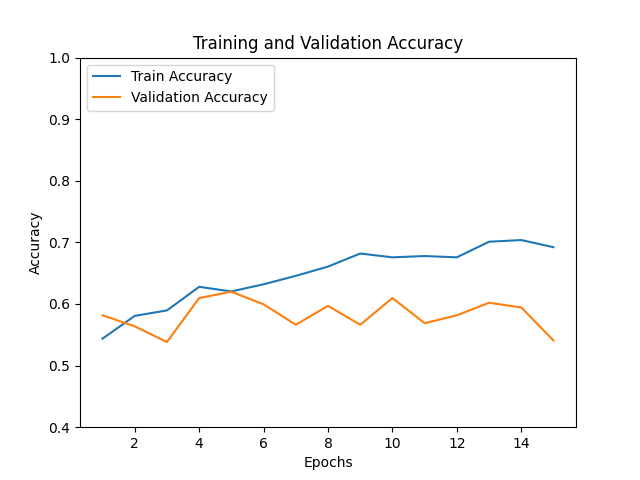 Training and Validation Accuracy
Train Accuracy
Validation Accuracy
Accuracy
1.0
0.9
0.8
0.7
0.6
0.5
0.4
2 4 6 8 10 12 14
Epochs